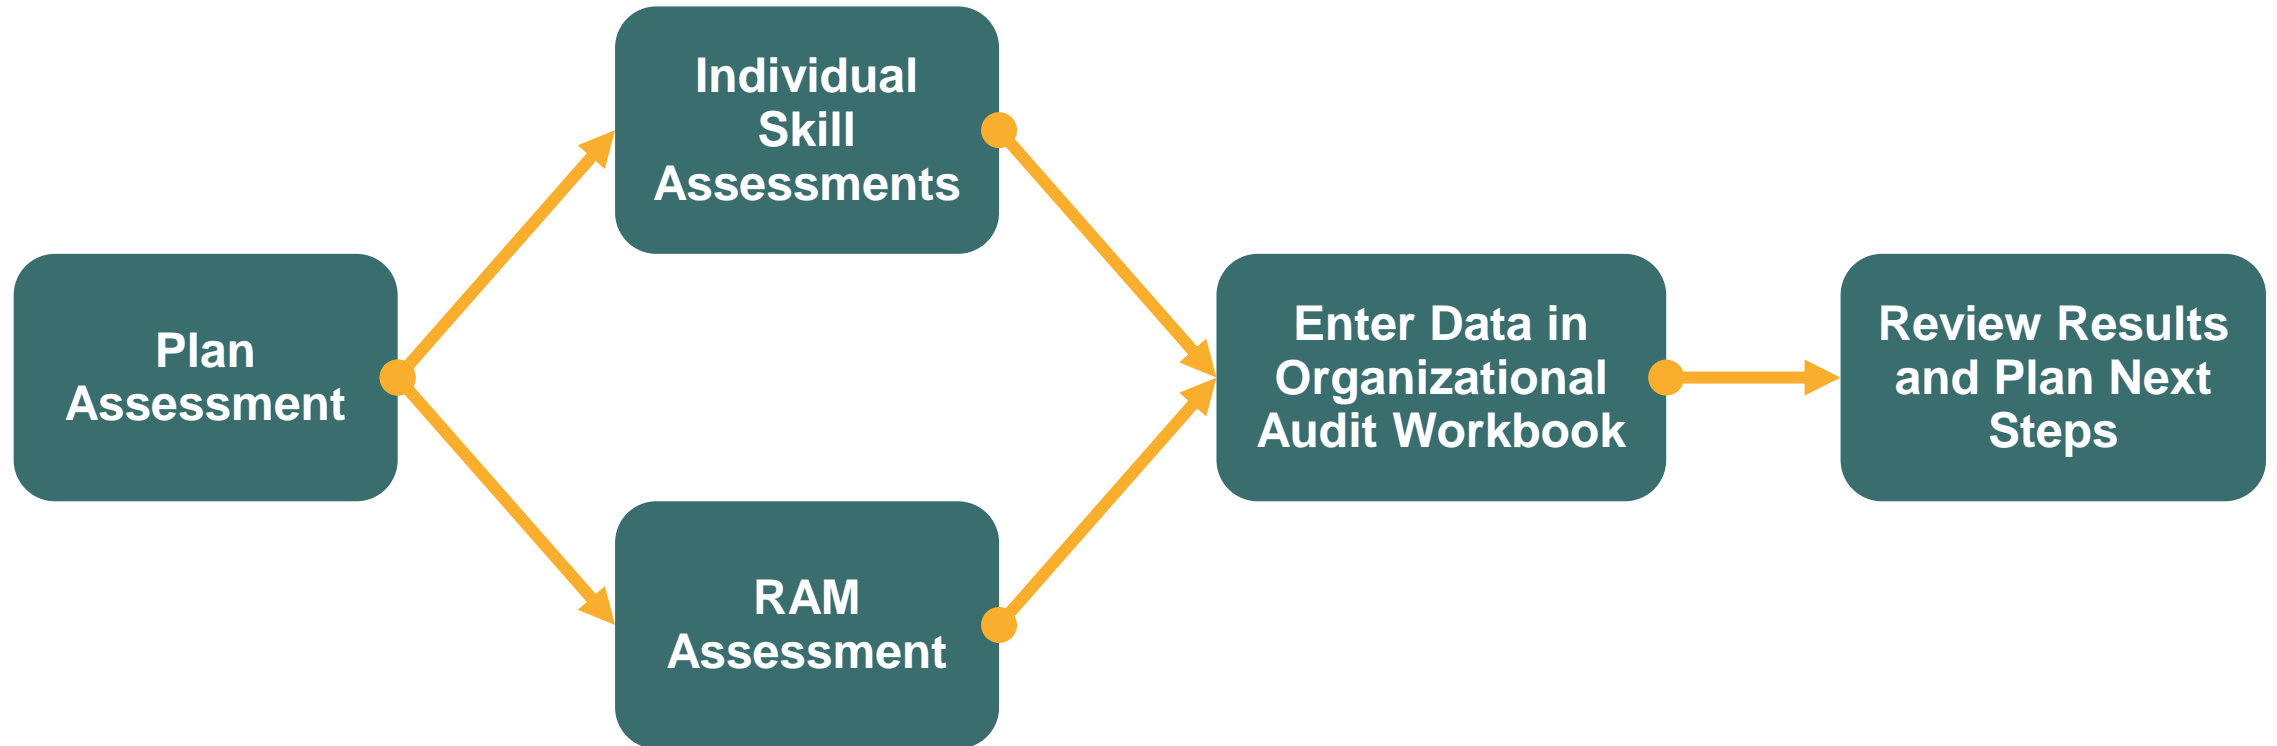 Plan
Assessment
Individual
Skill
Assessments
RAM
Assessment
Enter Data in
Organizational
Audit Workbook
Review Results
and Plan Next
Steps